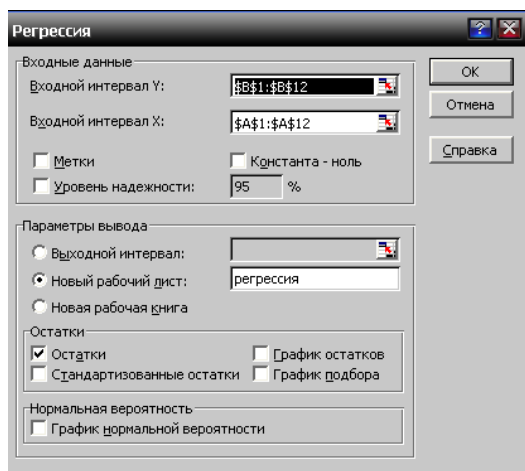 Регрессия
Входные данные
Входной интервал Y:
$B$1:$B$12
Входной интервал X:
$A$1:$A$12
Метки
Константа - ноль
Уровень надежности:
95
%
OK
Отмена
Справка
Параметры вывода
Выходной интервал:
Новый рабочий лист:
регрессия
Новая рабочая книга
Остатки
Остатки
График остатков
Стандартизованные остатки
График подбора
Нормальная вероятность
График нормальной вероятности